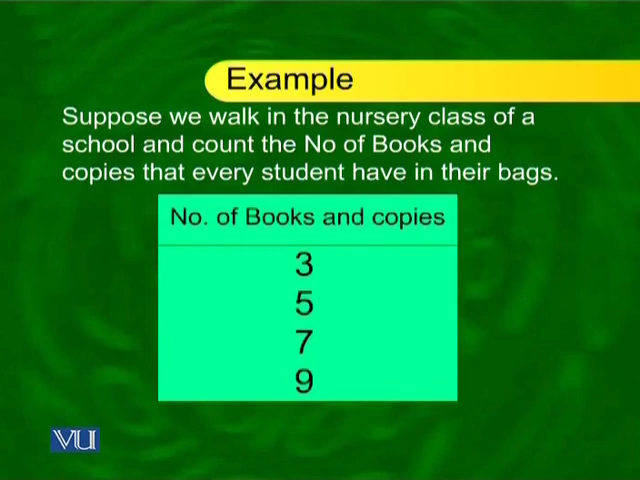 Example
Suppose we walk in the nursery class of a
school and count the No of Books and
copies that every student have in their bags.
No. of Books and copies
3
5
7
9
VU